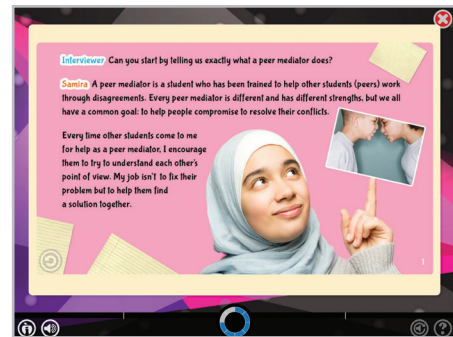 Interviewer Can you start by telling us exactly what a peer mediator does?
Samira A peer mediator is a student who has been trained to help other students (peers) work
through disagreements. Every peer mediator is different and has different strengths, but we all
have a common goal: to help people compromise to resolve their conflicts.
Every time other students come to me
for help as a peer mediator, I encourage
them to try to understand each other's
point of view. My job isn't to fix their
problem but to help them find
a solution together.
1
?